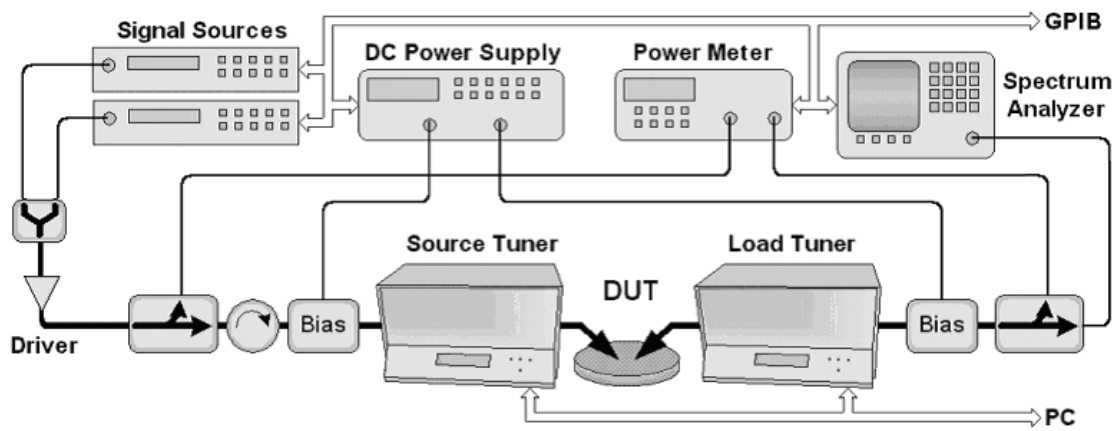 Signal Sources
DC Power Supply
Power Meter
GPIB
Spectrum
Analyzer
Source Tuner
Load Tuner
DUT
Driver
Bias
Bias
PC